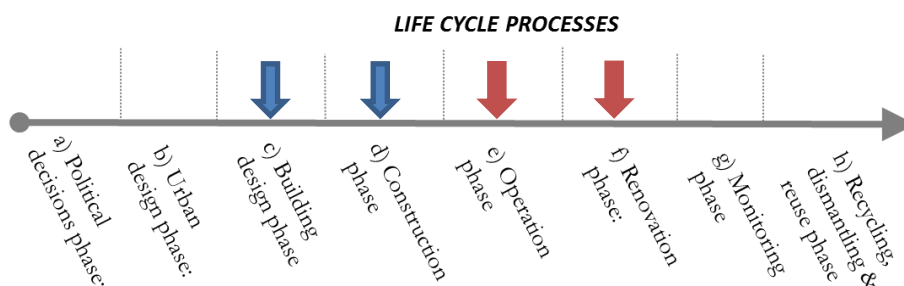 LIFE CYCLE PROCESSES
a) Political
decisions phase:
b) Urban
design phase:
c) Building
design phase
d) Construction
phase
e) Operation
phase
f) Renovation
phase:
g) Monitoring
phase
h) Recycling,
dismantling &
reuse phase